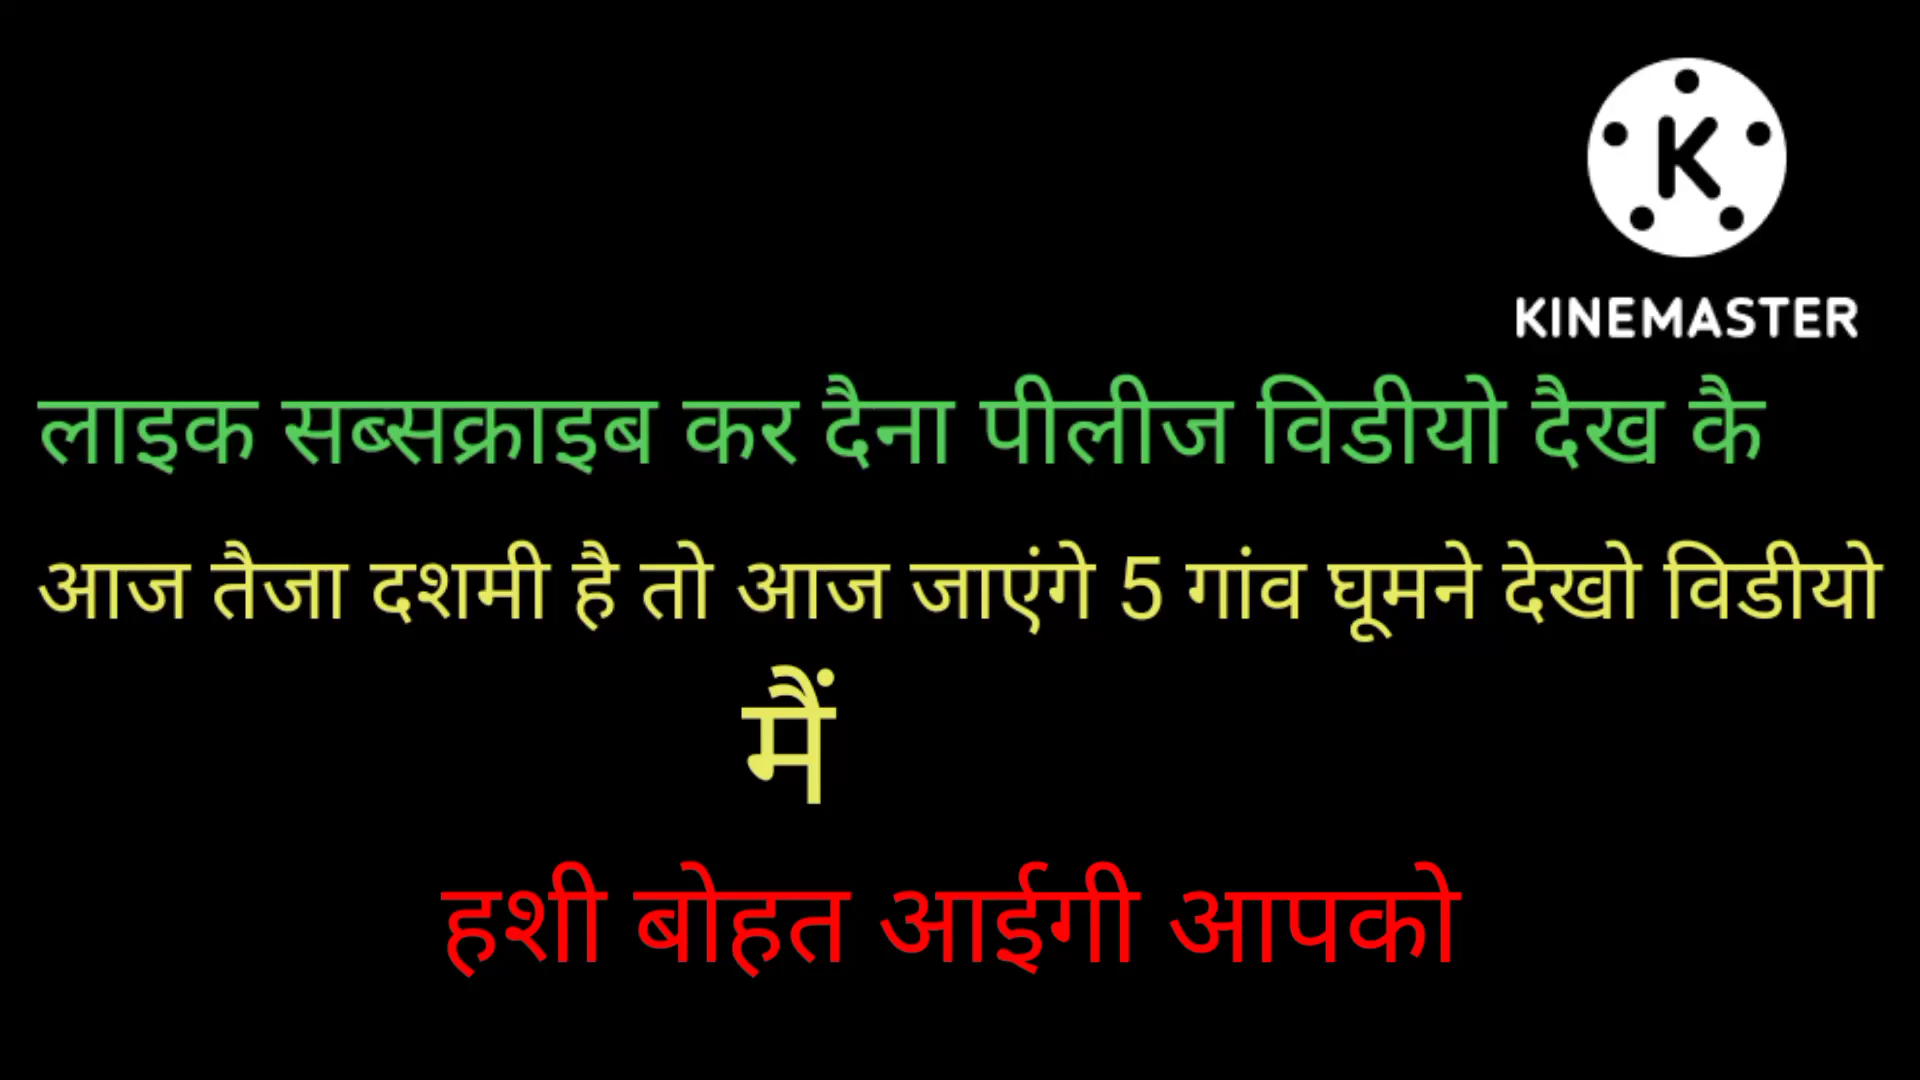 KINEMASTER
लाइक सब्सक्राइब कर दैना पीलीज विडीयो दैख कै
आज तैजा दशमी है तो आज जाएंगे 5 गांव घूमने देखो विडीयो
मैं
हशी बोहत आईगी आपको